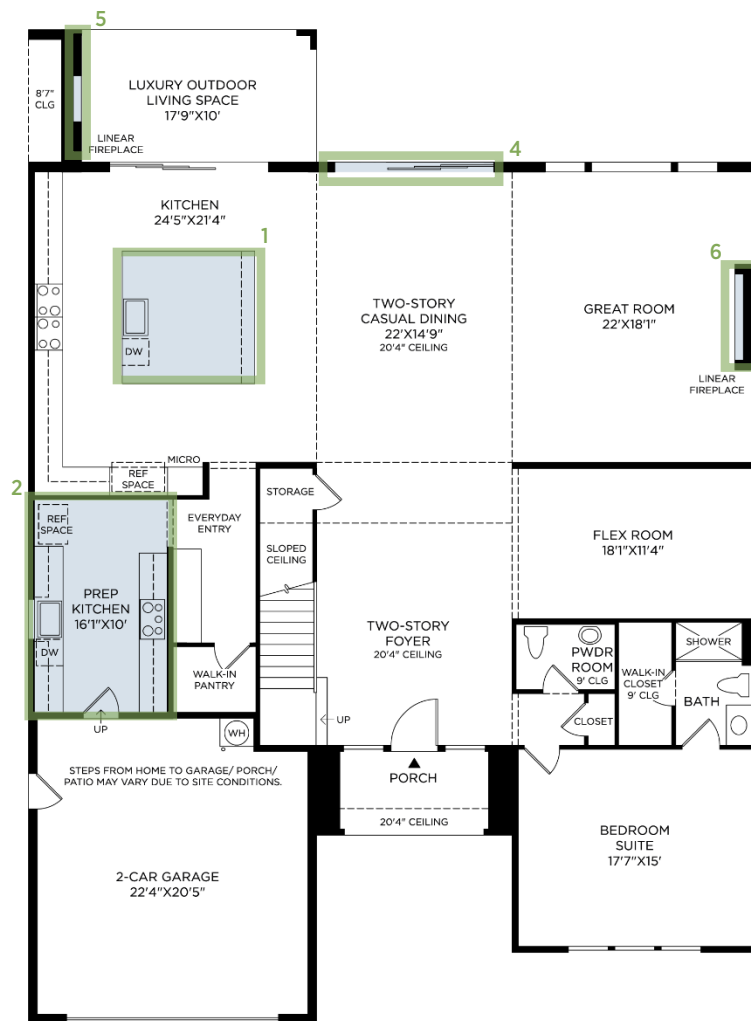 5
8'7"
CLG
LUXURY OUTDOOR
LIVING SPACE
17'9"X10'
LINEAR
FIREPLACE
4
KITCHEN
24'5"X21'4"
1
6
DW
TWO-STORY
CASUAL DINING
22'X14'9"
20'4" CEILING
GREAT ROOM
22'X18'1"
LINEAR
FIREPLACE
MICRO
REF
SPACE
2
REF
SPACE
EVERYDAY
ENTRY
STORAGE
SLOPED
CEILING
FLEX ROOM
18'1"X11'4"
PREP
KITCHEN
16'1"X10'
DW
TWO-STORY
FOYER
20'4" CEILING
PWDR
ROOM
9' CLG
WALK-IN
CLOSET
9' CLG
SHOWER
BATH
WALK-IN
PANTRY
UP
UP
CLOSET
WH
STEPS FROM HOME TO GARAGE/ PORCH/
PATIO MAY VARY DUE TO SITE CONDITIONS.
PORCH
20'4" CEILING
BEDROOM
SUITE
17'7"X15'
2-CAR GARAGE
22'4"X20'5"